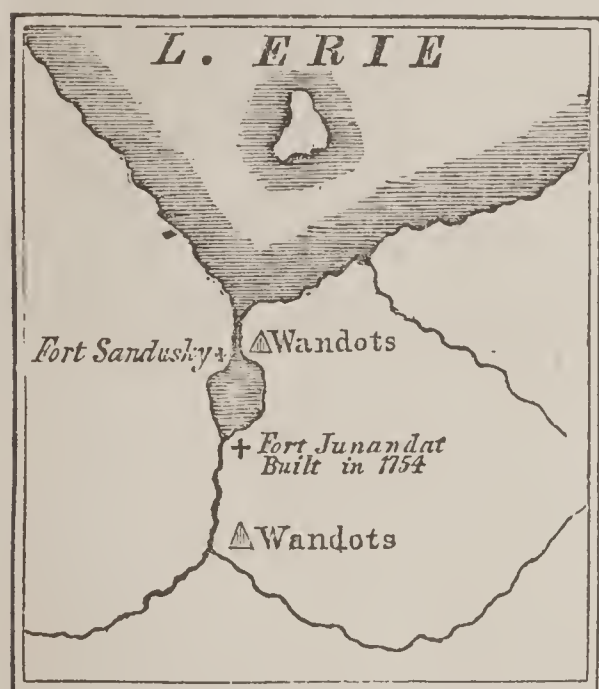 L. ERIE
Fort Sandusky
Wandots
Fort Junandat
Built in 1754
Wandots